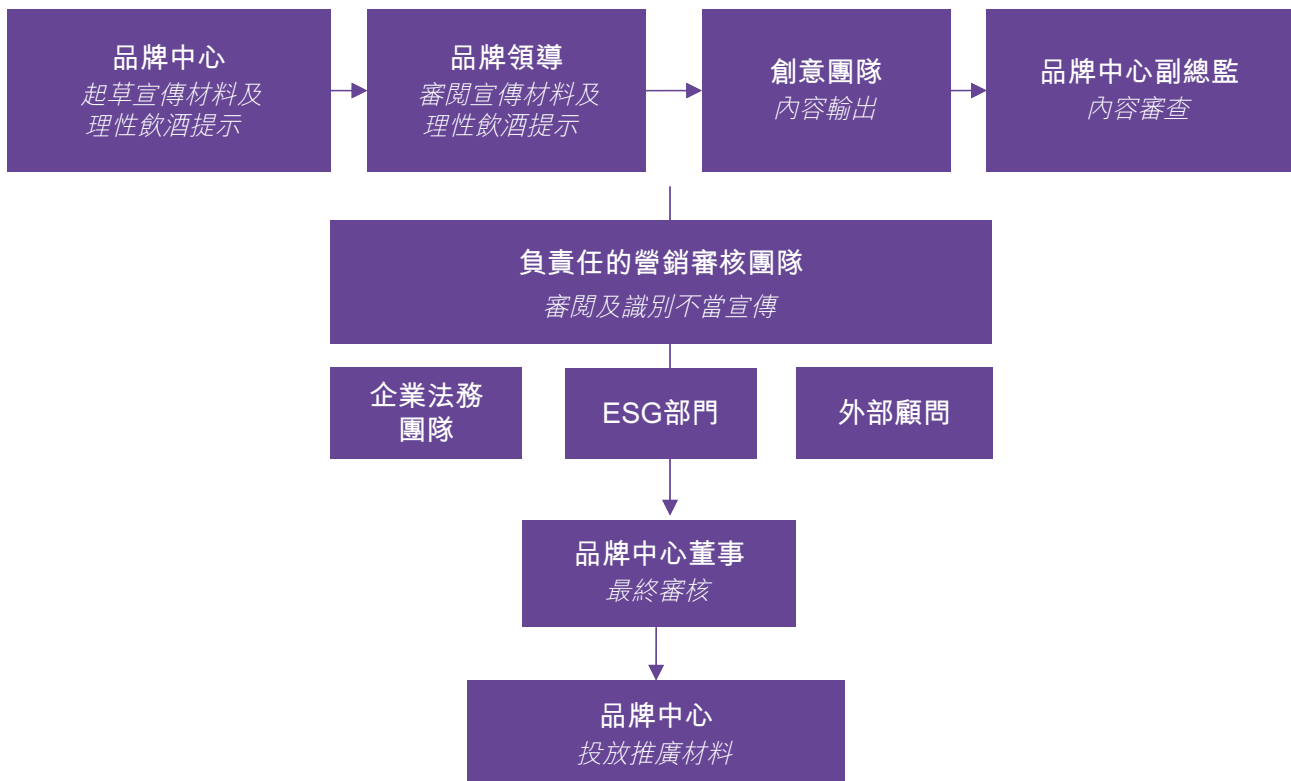 品牌中心
起草宣傳材料及
理性飲酒提示
品牌領導
審閱宣傳材料及
理性飲酒提示
創意團隊
內容輸出
品牌中心副總監
內容審查
負責任的營銷審核團隊
審閱及識別不當宣傳
企業法務
團隊
ESG部門
外部顧問
品牌中心董事
最終審核
品牌中心
投放推廣材料